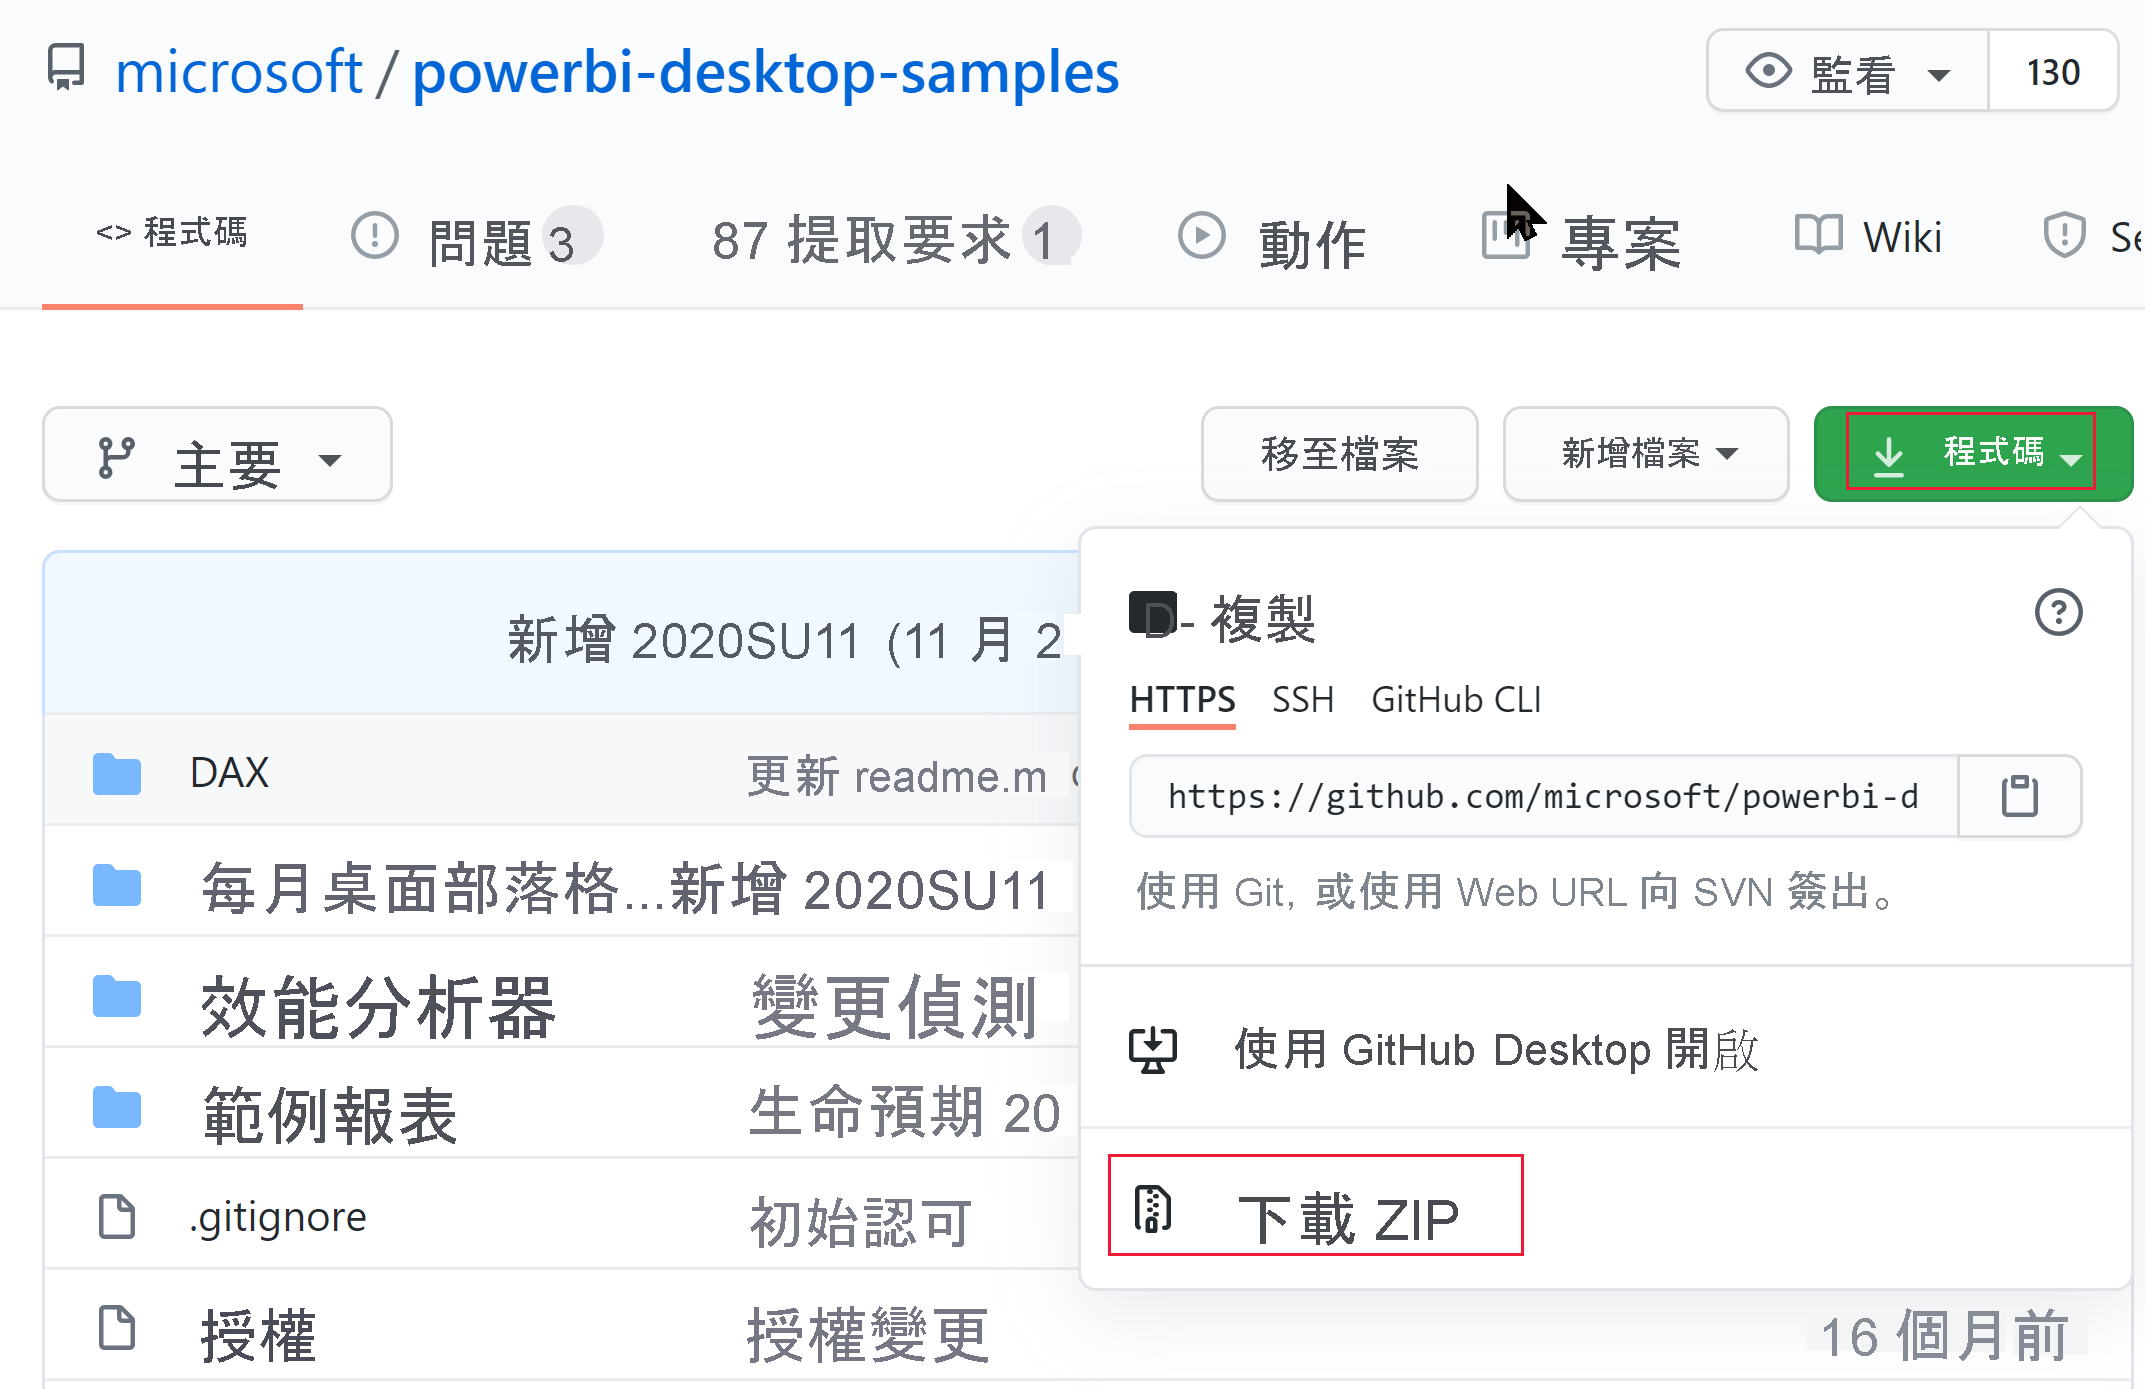 microsoft / powerbi-desktop-samples
監看 130
<> 程式碼 問題 3 87 提取要求 1 動作 專案 Wiki Se
主要 移至檔案 新增檔案 程式碼
新增 2020SU11 (11 月 2
D- 複製
HTTPS SSH GitHub CLI
DAX 更新 readme.m
https://github.com/microsoft/powerbi-d
每月桌面部落格...新增 2020SU11
使用 Git, 或使用 Web URL 向 SVN 簽出。
效能分析器 變更偵測
使用 GitHub Desktop 開啟
範例報表 生命預期 20
.gitignore 初始認可
下載 ZIP
授權 授權變更 16 個月前